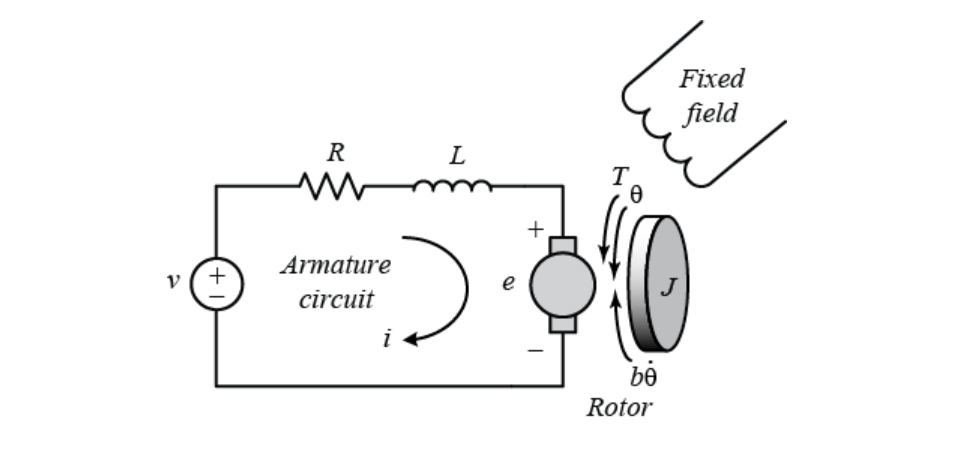 Fixed
field
R
L
T
θ
+
v
+
−
Armature
circuit
e
J
i
−
bθ̇
Rotor